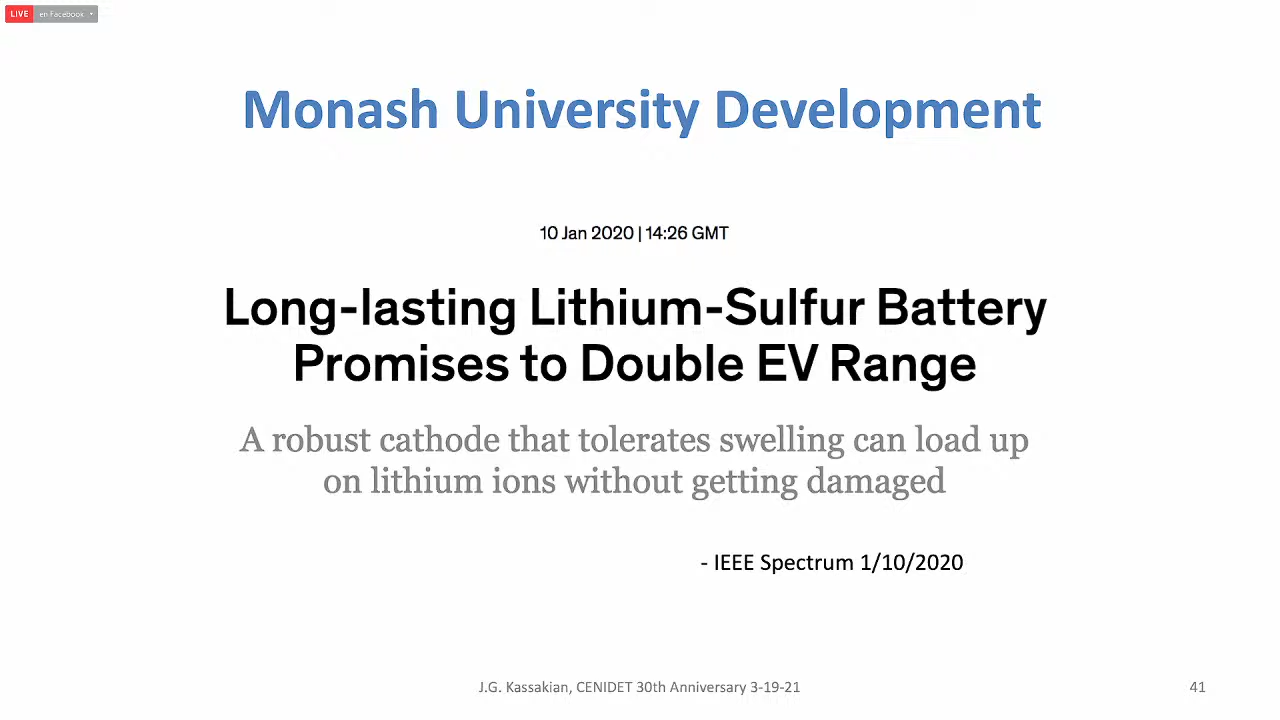 LIVE en Facebook
Monash University Development
10 Jan 2020 | 14:26 GMT
Long-lasting Lithium-Sulfur Battery
Promises to Double EV Range
A robust cathode that tolerates swelling can load up
on lithium ions without getting damaged
- IEEE Spectrum 1/10/2020
J.G. Kassakian, CENIDET 30th Anniversary 3-19-21
41